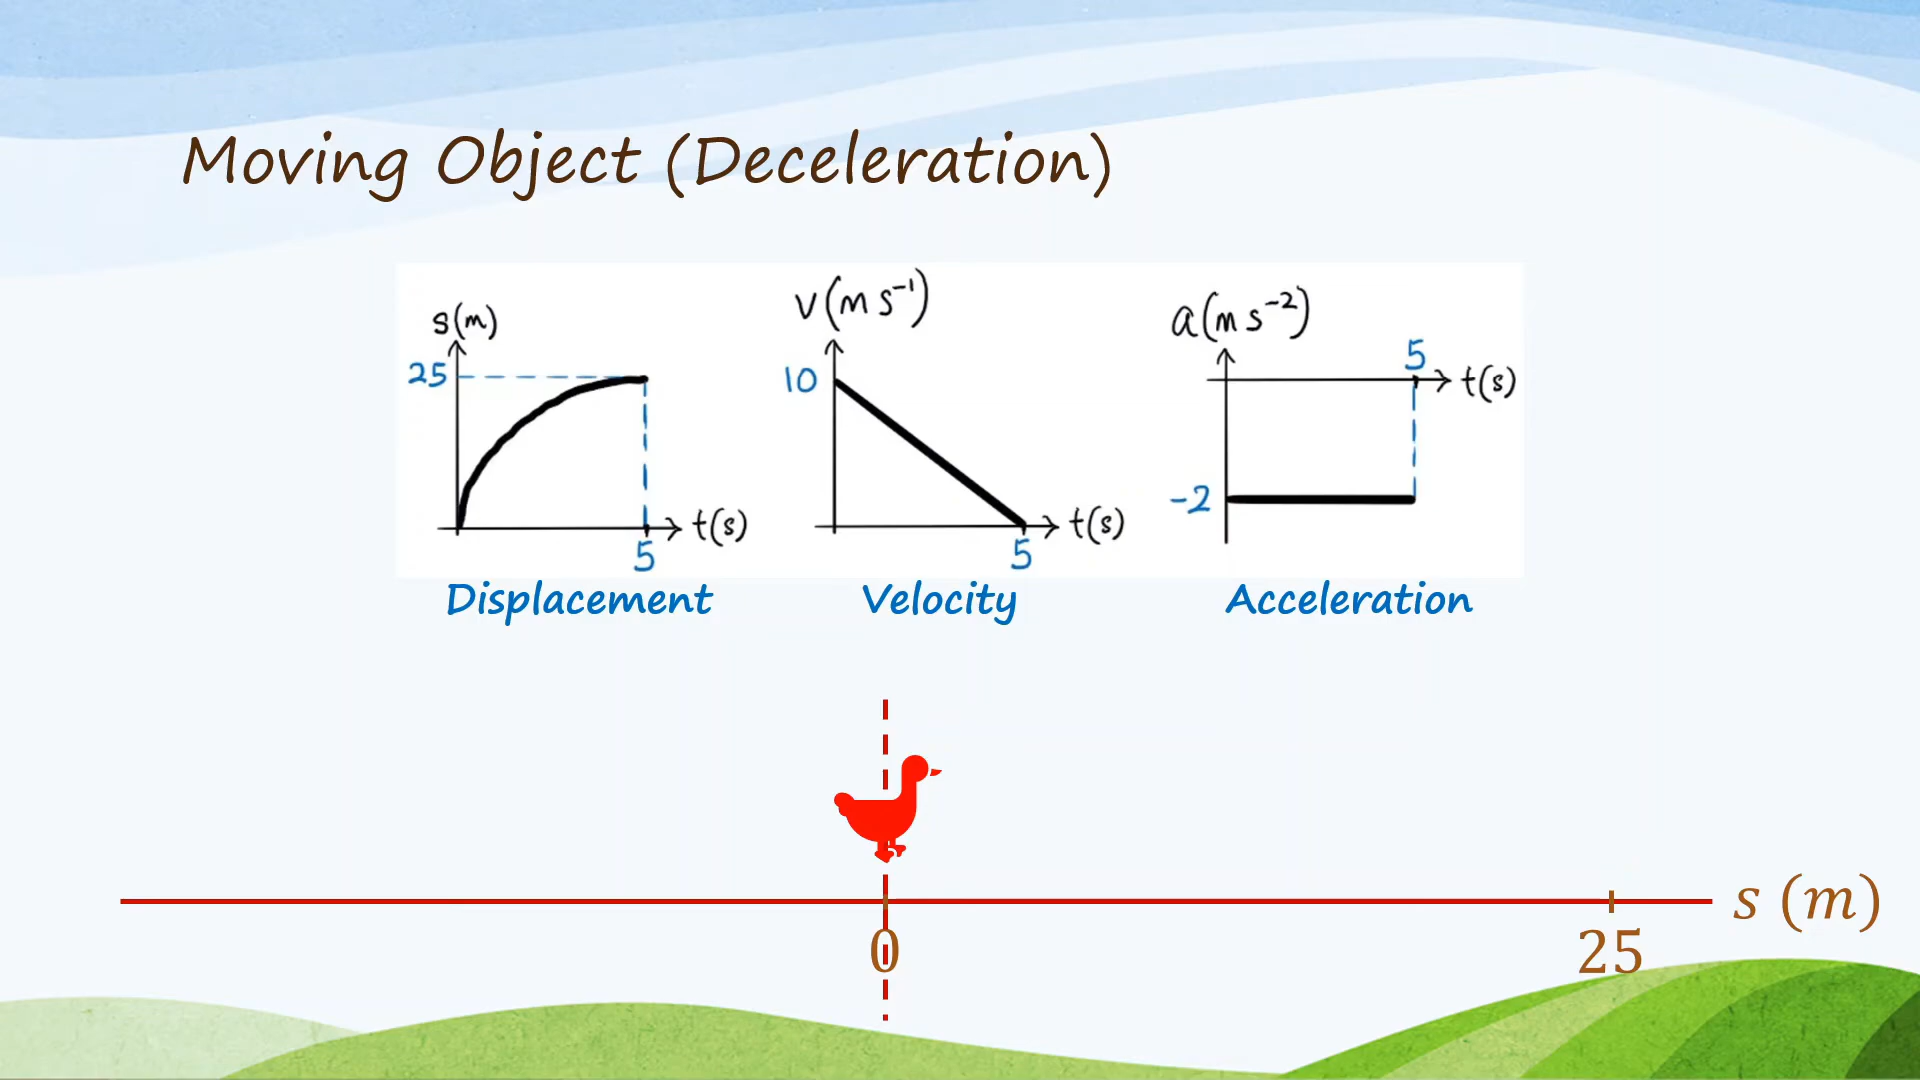 Moving Object (Deceleration)
s(m)
25
t(s)
5
v(m s⁻¹)
10
t(s)
5
a(m s⁻²)
5
t(s)
-2
Displacement
Velocity
Acceleration
s (m)
0
25